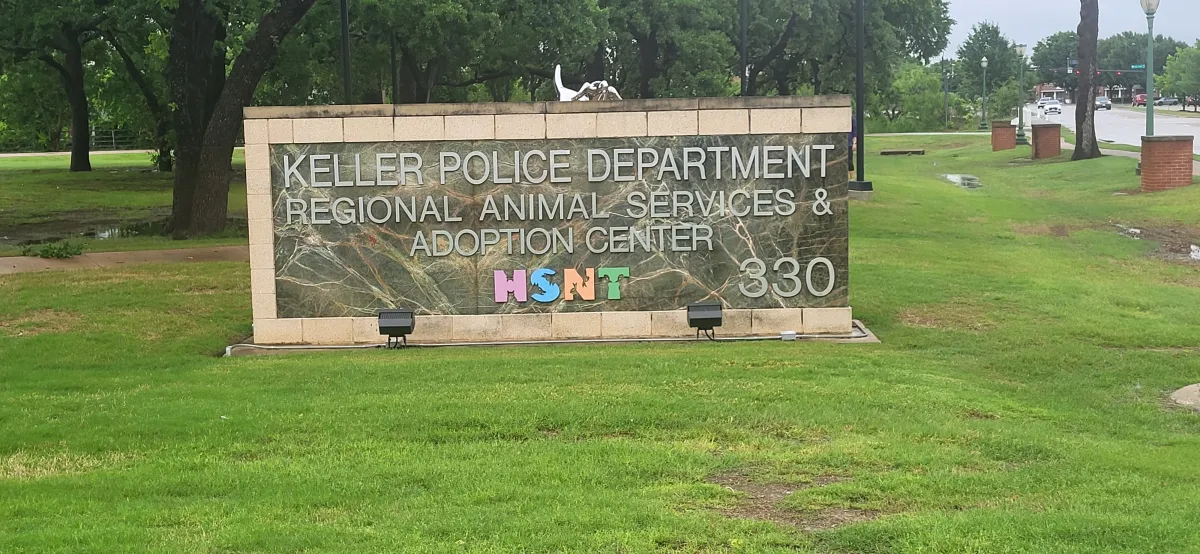 KELLER POLICE DEPARTMENT
REGIONAL ANIMAL SERVICES &
ADOPTION CENTER
HSNT
330